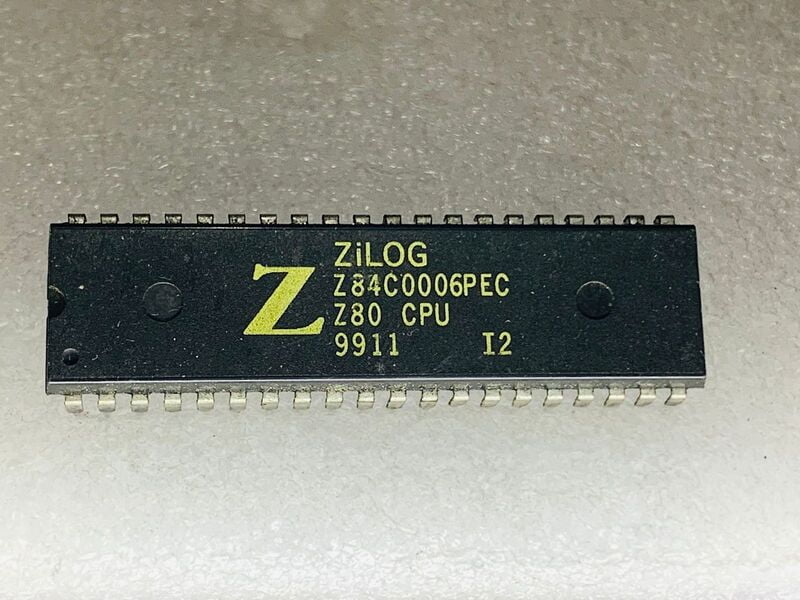 Z
ZiLOG
Z84C0006PEC
Z80 CPU
9911 I2